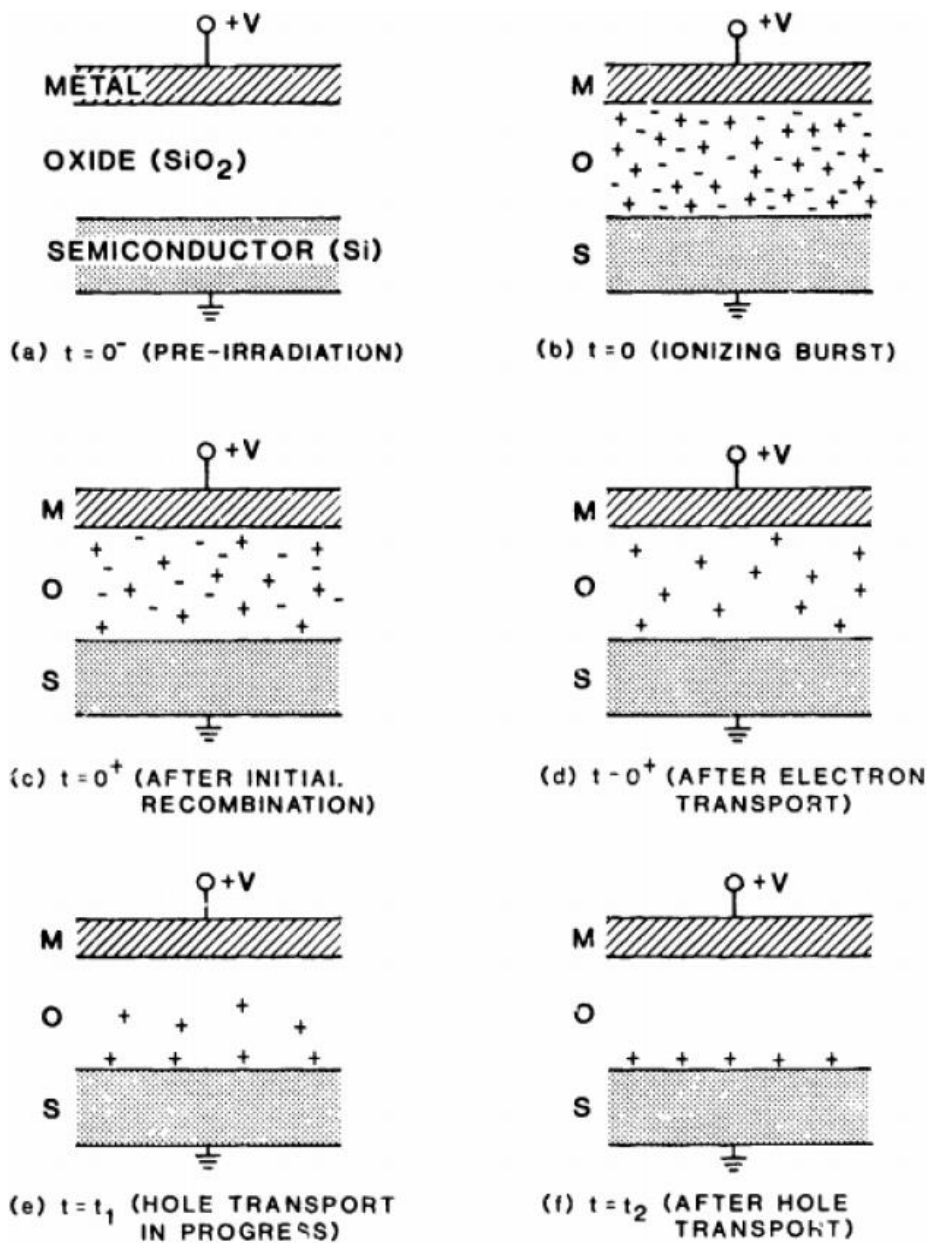 +V
METAL
OXIDE (SiO2)
SEMICONDUCTOR (Si)
(a) t = 0- (PRE-IRRADIATION)
+V
M
O
S
(b) t = 0 (IONIZING BURST)
+V
M
O
S
(c) t = 0+ (AFTER INITIAL
RECOMBINATION)
+V
M
O
S
(d) t - 0+ (AFTER ELECTRON
TRANSPORT)
+V
M
O
S
(e) t = t1 (HOLE TRANSPORT
IN PROGRESS)
+V
M
O
S
(f) t = t2 (AFTER HOLE
TRANSPORT)